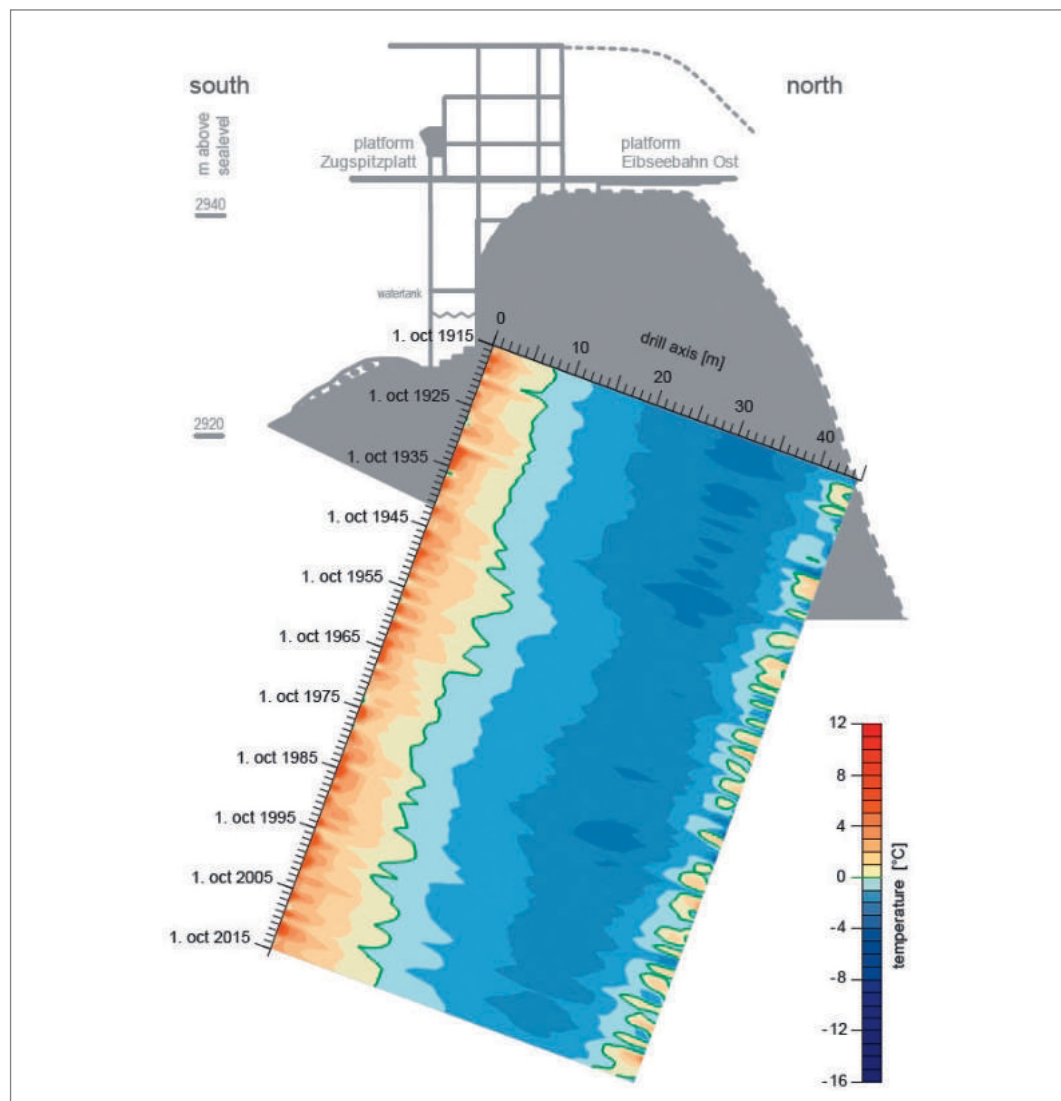 south
north
m above
sealevel
platform
Zugspitzplatt
platform
Eibseebahn Ost
2940
watertank
2920
0
10
20
30
40
drill axis [m]
1. oct 1915
1. oct 1925
1. oct 1935
1. oct 1945
1. oct 1955
1. oct 1965
1. oct 1975
1. oct 1985
1. oct 1995
1. oct 2005
1. oct 2015
12
8
4
0
-4
-8
-12
-16
temperature [°C]